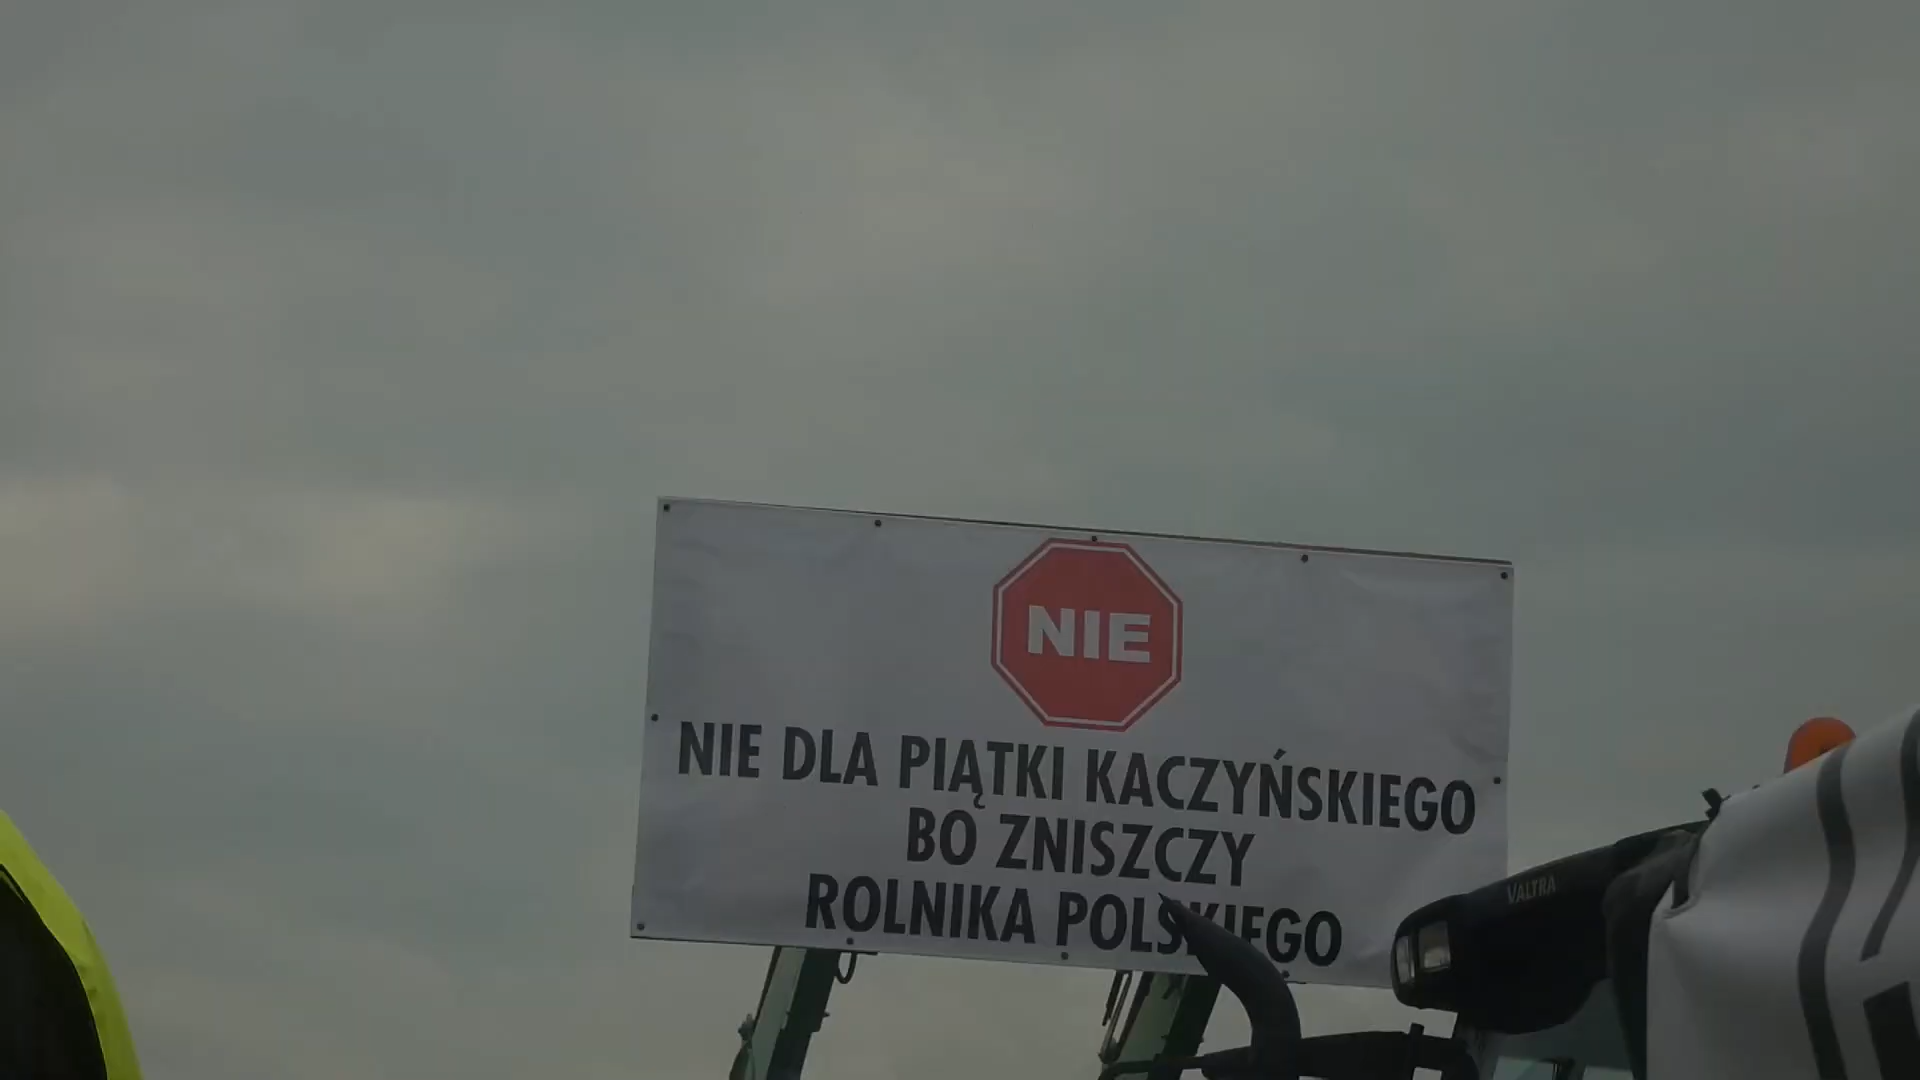 NIE
NIE DLA PIĄTKI KACZYŃSKIEGO
BO ZNISZCZY
ROLNIKA POLSKIEGO
VALTRA